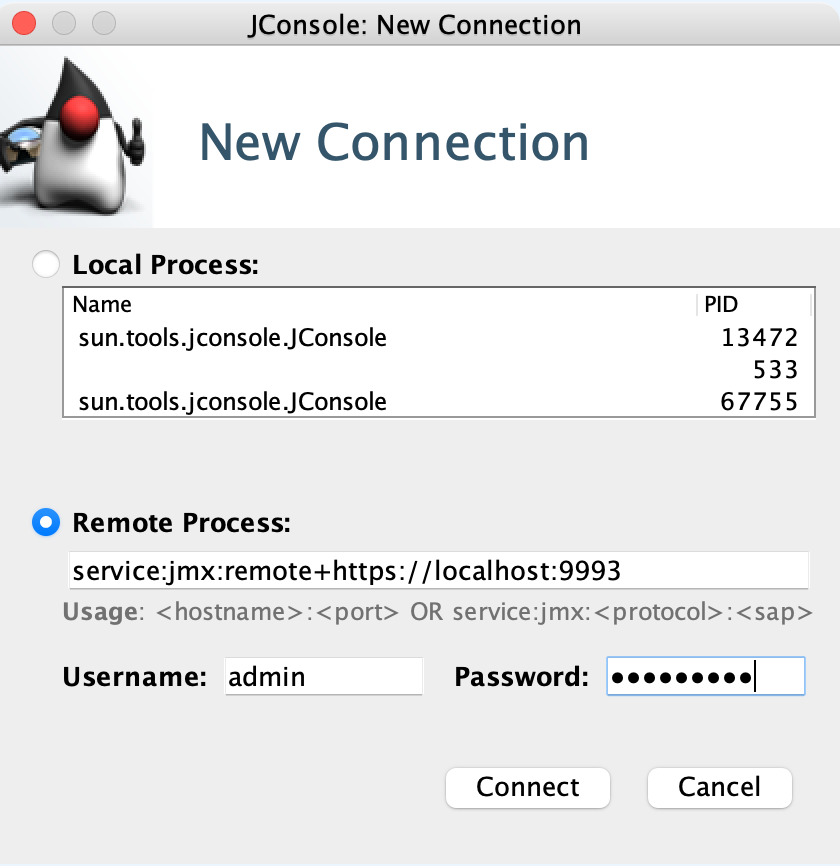 JConsole: New Connection
New Connection
Local Process:
Name PID
sun.tools.jconsole.JConsole 13472
533
sun.tools.jconsole.JConsole 67755
Remote Process:
service:jmx:remote+https://localhost:9993
Usage: <hostname>:<port> OR service:jmx:<protocol>:<sap>
Username: admin Password: •••••••••
Connect Cancel